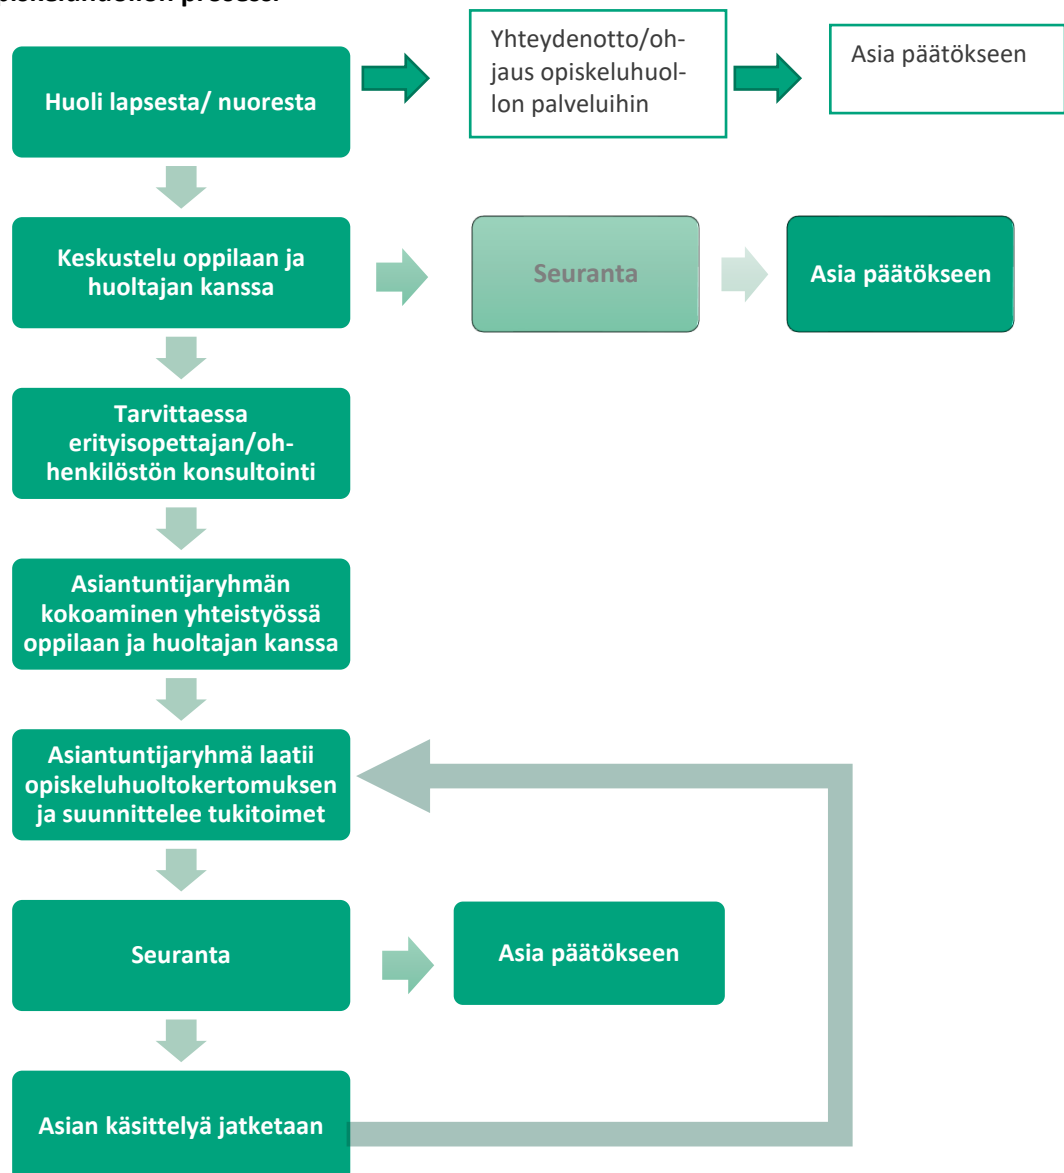 Huoli lapsesta/ nuoresta
Yhteydenotto/oh-
jaus opiskeluhuol-
lon palveluihin
Asia päätökseen
Keskustelu oppilaan ja
huoltajan kanssa
Seuranta
Asia päätökseen
Tarvittaessa
erityisopettajan/oh-
henkilöstön konsultointi
Asiantuntijaryhmän
kokoaminen yhteistyössä
oppilaan ja huoltajan kanssa
Asiantuntijaryhmä laatii
opiskeluhuoltokertomuksen
ja suunnittelee tukitoimet
Seuranta
Asia päätökseen
Asian käsittelyä jatketaan